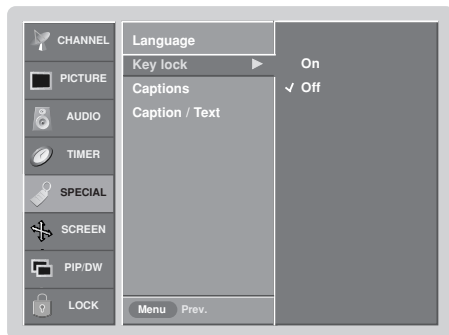 CHANNEL
PICTURE
AUDIO
TIMER
SPECIAL
SCREEN
PIP/DW
LOCK
Language
Key lock
Captions
Caption / Text
Menu Prev.
On
Off